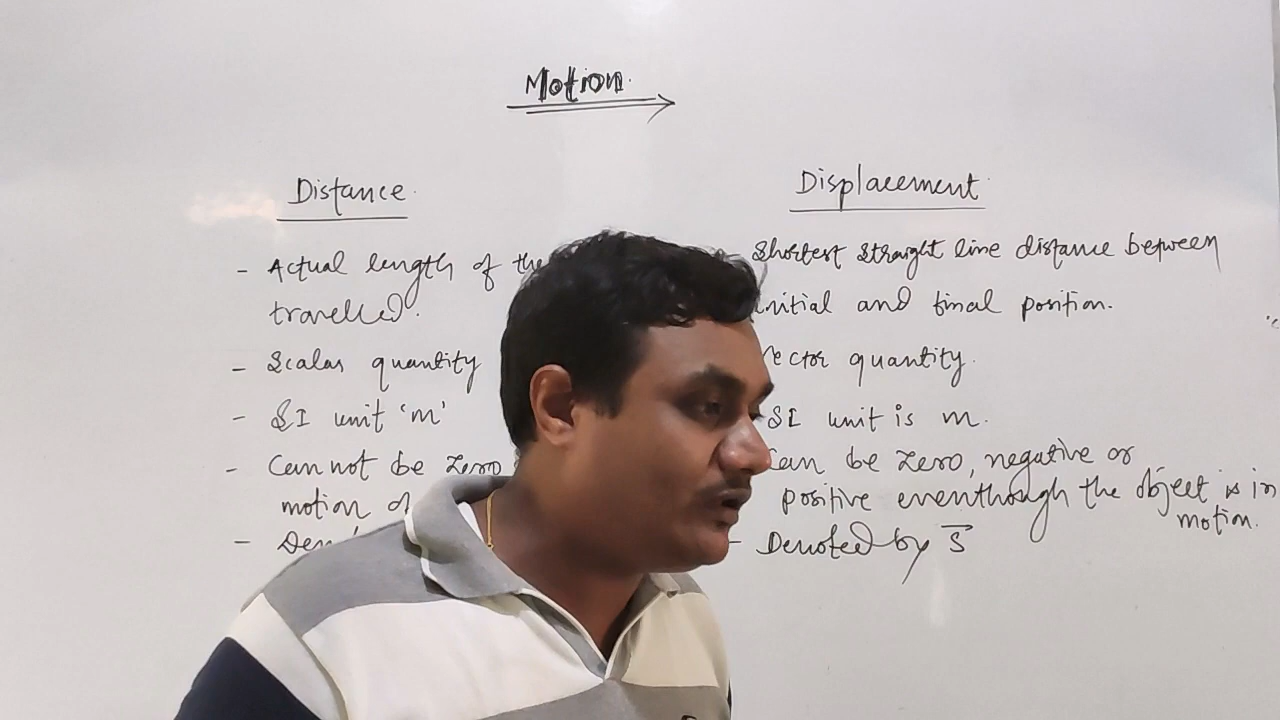 Motion.
Distance.
- Actual length of the
travelled.
- Scalar quantity
- SI unit 'm'
- Can not be zero
motion
-
Displacement.
Shortest straight line distance between
initial and final position.
vector quantity.
SI unit is m.
can be zero, negative or
positive eventhough the object is in
motion.
- Denoted by s⃗